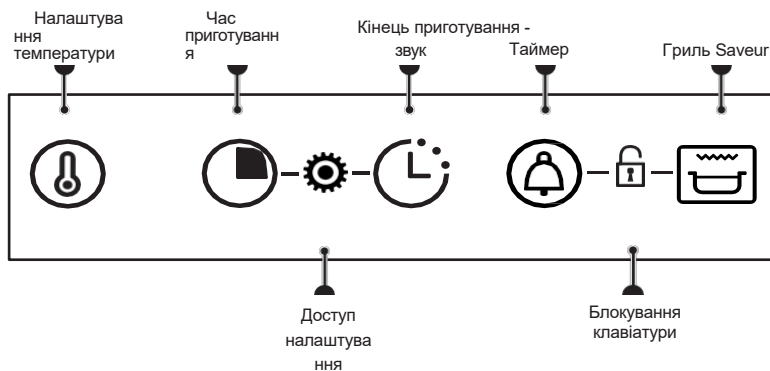 Налаштува
ння
температури
Час
приготуванн
я
Кінець приготування -
звук
Таймер
Гриль Saveur
Доступ
налаштува
ння
Блокування
клавіатури